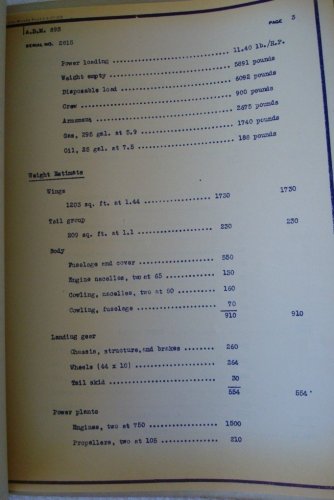 A.D.M. 893
PAGE 3
SERIAL NO. 2815
Power loading ........ 11.40 lb./H.P.
Weight empty ........ 5891 pounds
Disposable load ........ 6092 pounds
Crew ........ 900 pounds
Armament ........ 2675 pounds
Gas, 295 gal. at 5.9 ........ 1740 pounds
Oil, 25 gal. at 7.5 ........ 188 pounds
Weight Estimate
Wings
1203 sq. ft. at 1.44 ........ 1730 1730
Tail group
209 sq. ft. at 1.1 ........ 230 230
Body
Fuselage and cover ........ 550
Engine nacelles, two at 65 ........ 130
Cowling, nacelles, two at 80 ........ 160
Cowling, fuselage ........ 70
910 910
Landing gear
Chassis, structure, and brakes ........ 260
Wheels (44 x 10) ........ 264
Tail skid ........ 30
554 554
Power plants
Engines, two at 750 ........ 1500
Propellers, two at 105 ........ 210